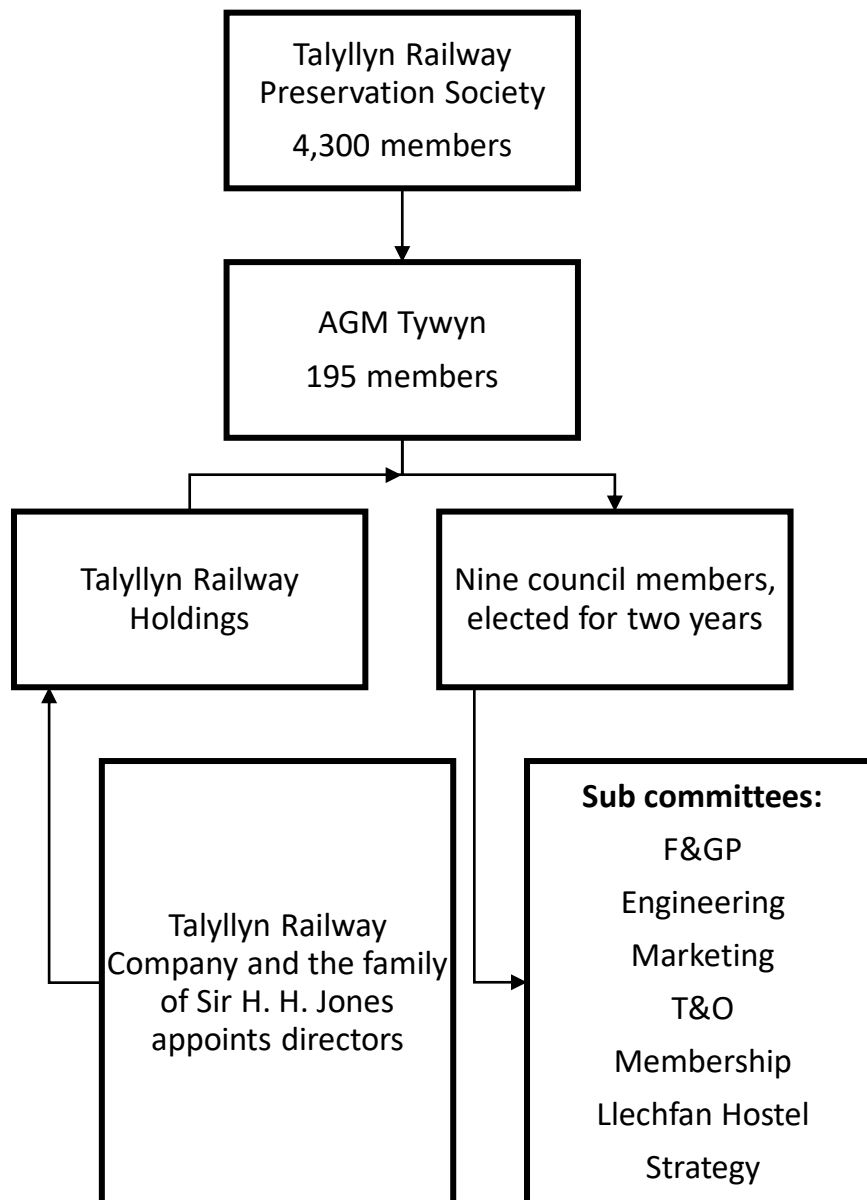 Talyllyn Railway
Preservation Society
4,300 members
AGM Tywyn
195 members
Talyllyn Railway
Holdings
Nine council members,
elected for two years
Talyllyn Railway
Company and the family
of Sir H. H. Jones
appoints directors
Sub committees:
F&GP
Engineering
Marketing
T&O
Membership
Llechfan Hostel
Strategy